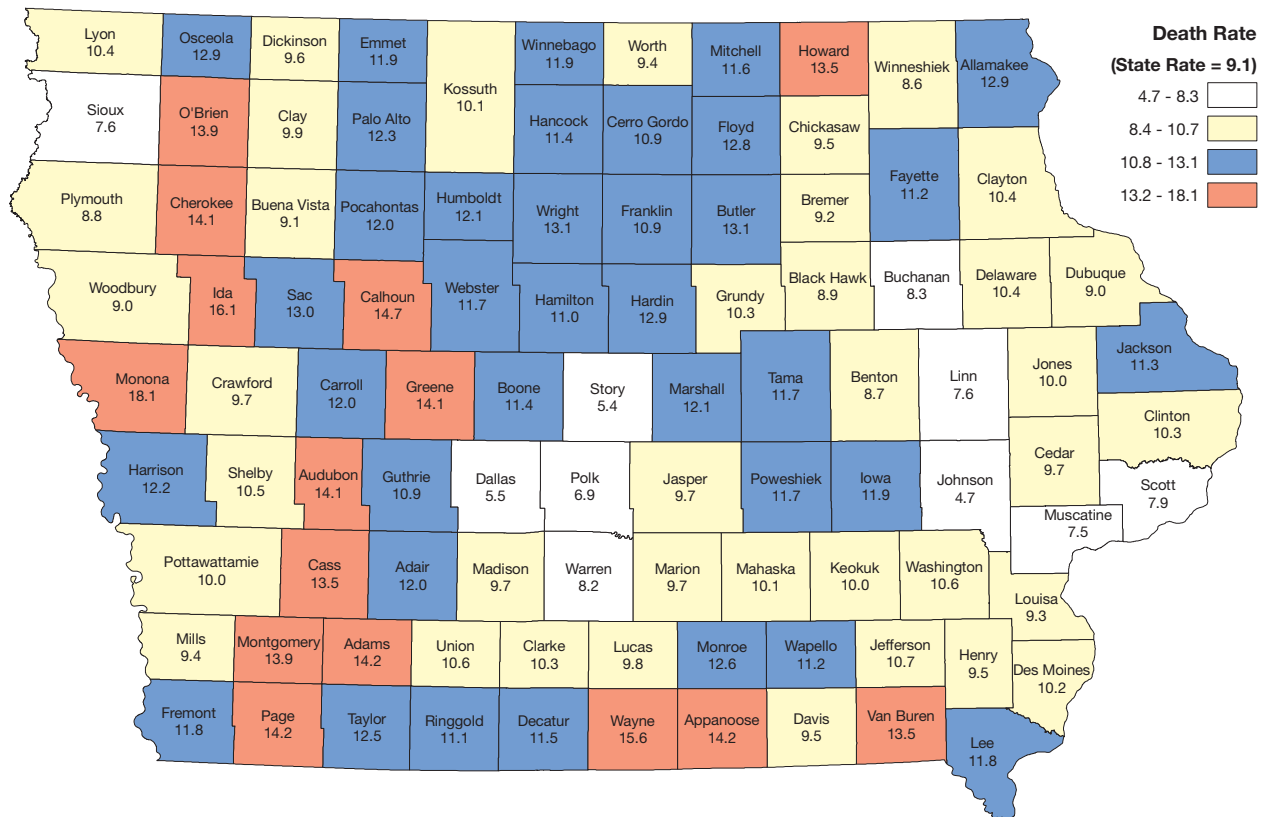 Death Rate
(State Rate = 9.1)
4.7 - 8.3
8.4 - 10.7
10.8 - 13.1
13.2 - 18.1
Lyon
10.4
Osceola
12.9
Dickinson
9.6
Emmet
11.9
Kossuth
10.1
Winnebago
11.9
Worth
9.4
Mitchell
11.6
Howard
13.5
Winneshiek
8.6
Allamakee
12.9
Sioux
7.6
O'Brien
13.9
Clay
9.9
Palo Alto
12.3
Hancock
11.4
Cerro Gordo
10.9
Floyd
12.8
Chickasaw
9.5
Fayette
11.2
Clayton
10.4
Plymouth
8.8
Cherokee
14.1
Buena Vista
9.1
Pocahontas
12.0
Humboldt
12.1
Wright
13.1
Franklin
10.9
Butler
13.1
Bremer
9.2
Woodbury
9.0
Ida
16.1
Sac
13.0
Calhoun
14.7
Webster
11.7
Hamilton
11.0
Hardin
12.9
Grundy
10.3
Black Hawk
8.9
Buchanan
8.3
Delaware
10.4
Dubuque
9.0
Monona
18.1
Crawford
9.7
Carroll
12.0
Greene
14.1
Boone
11.4
Story
5.4
Marshall
12.1
Tama
11.7
Benton
8.7
Linn
7.6
Jones
10.0
Jackson
11.3
Clinton
10.3
Harrison
12.2
Shelby
10.5
Audubon
14.1
Guthrie
10.9
Dallas
5.5
Polk
6.9
Jasper
9.7
Poweshiek
11.7
Iowa
11.9
Johnson
4.7
Cedar
9.7
Scott
7.9
Muscatine
7.5
Pottawattamie
10.0
Cass
13.5
Adair
12.0
Madison
9.7
Warren
8.2
Marion
9.7
Mahaska
10.1
Keokuk
10.0
Washington
10.6
Louisa
9.3
Mills
9.4
Montgomery
13.9
Adams
14.2
Union
10.6
Clarke
10.3
Lucas
9.8
Monroe
12.6
Wapello
11.2
Jefferson
10.7
Henry
9.5
Des Moines
10.2
Fremont
11.8
Page
14.2
Taylor
12.5
Ringgold
11.1
Decatur
11.5
Wayne
15.6
Appanoose
14.2
Davis
9.5
Van Buren
13.5
Lee
11.8